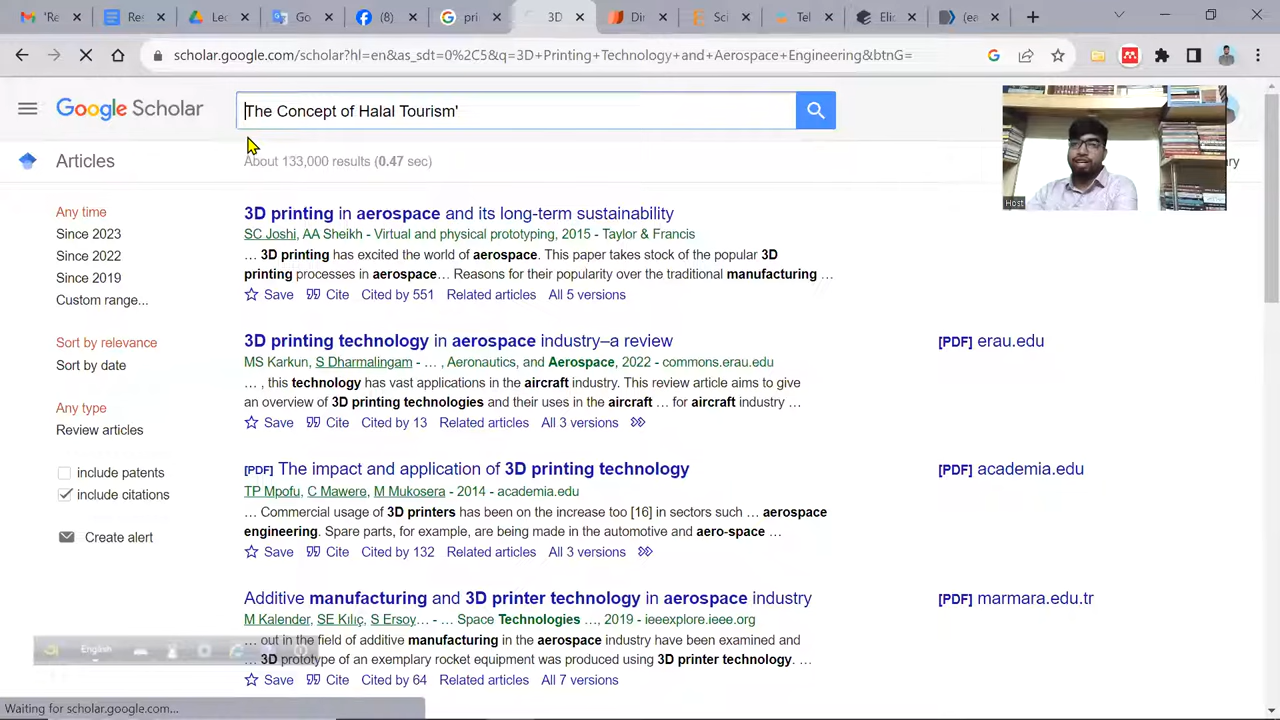 'Re
Rec
Lec
Go
(8)
pri
3D
Dir
Sci
Tel
Elic
(ea
scholar.google.com/scholar?hl=en&as_sdt=0%2C5&q=3D+Printing+Technology+and+Aerospace+Engineering&btnG=
Google Scholar
The Concept of Halal Tourism'
Articles
About 133,000 results (0.47 sec)
Host
Any time
Since 2023
Since 2022
Since 2019
Custom range...
Sort by relevance
Sort by date
Any type
Review articles
include patents
include citations
Create alert
3D printing in aerospace and its long-term sustainability
SC Joshi, AA Sheikh - Virtual and physical prototyping, 2015 - Taylor & Francis
… 3D printing has excited the world of aerospace. This paper takes stock of the popular 3D
printing processes in aerospace… Reasons for their popularity over the traditional manufacturing …
Save Cite Cited by 551 Related articles All 5 versions
3D printing technology in aerospace industry–a review
[PDF] erau.edu
MS Karkun, S Dharmalingam - … , Aeronautics, and Aerospace, 2022 - commons.erau.edu
… , this technology has vast applications in the aircraft industry. This review article aims to give
an overview of 3D printing technologies and their uses in the aircraft … for aircraft industry …
Save Cite Cited by 13 Related articles All 3 versions
[PDF] The impact and application of 3D printing technology
[PDF] academia.edu
TP Mpofu, C Mawere, M Mukosera - 2014 - academia.edu
… Commercial usage of 3D printers has been on the increase too [16] in sectors such … aerospace
engineering. Spare parts, for example, are being made in the automotive and aero-space …
Save Cite Cited by 132 Related articles All 3 versions
Additive manufacturing and 3D printer technology in aerospace industry
[PDF] marmara.edu.tr
M Kalender, SE Kılıç, S Ersoy… - … Space Technologies …, 2019 - ieeexplore.ieee.org
… out in the field of additive manufacturing in the aerospace industry have been examined and
… 3D prototype of an exemplary rocket equipment was produced using 3D printer technology. …
Save Cite Cited by 64 Related articles All 7 versions
English
Waiting for scholar.google.com...